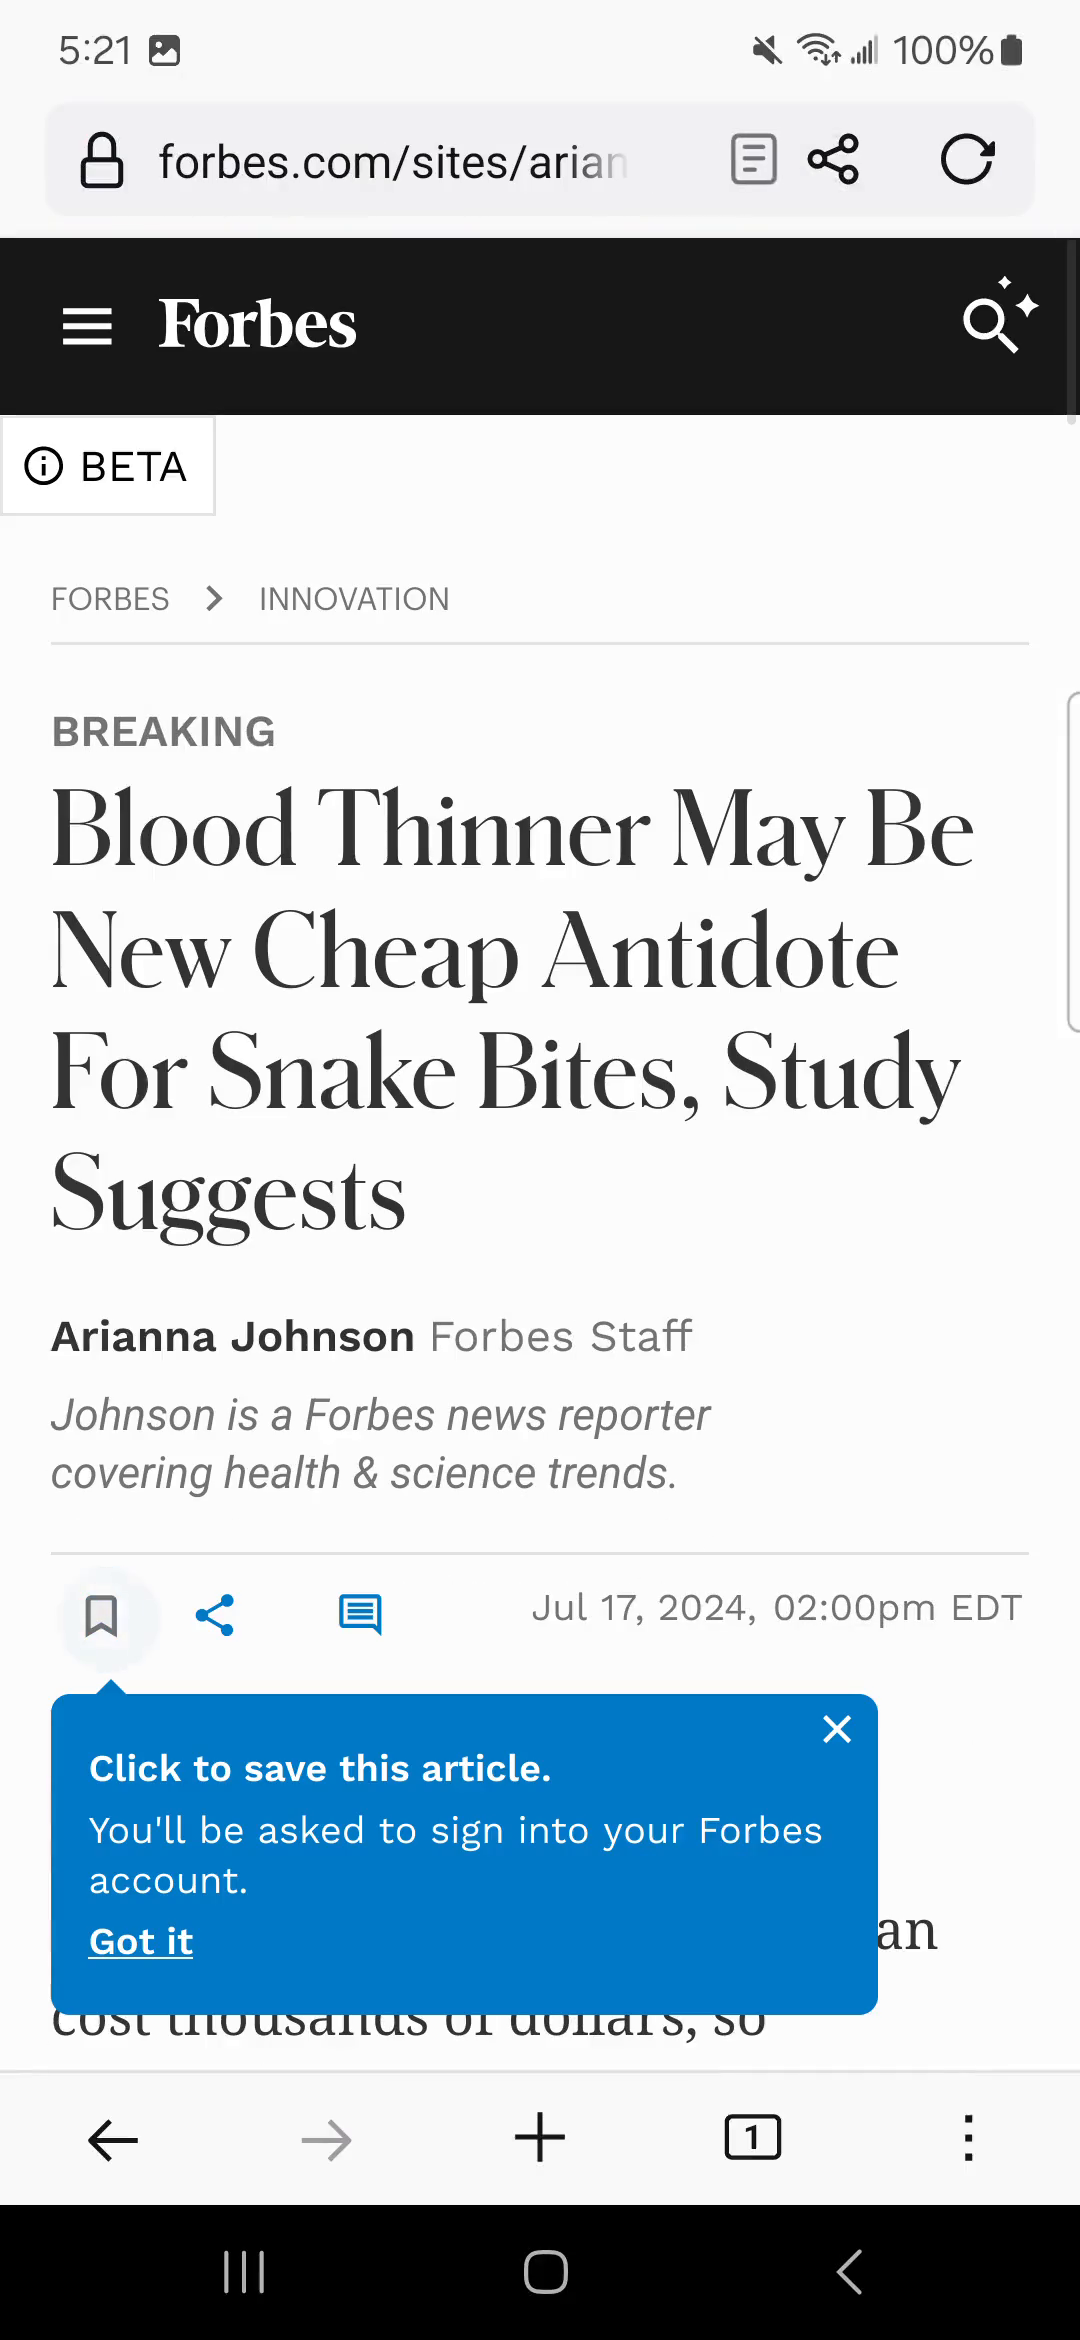 5:21
100%
forbes.com/sites/arian
Forbes
BETA
FORBES > INNOVATION
BREAKING
Blood Thinner May Be
New Cheap Antidote
For Snake Bites, Study
Suggests
Arianna Johnson Forbes Staff
Johnson is a Forbes news reporter
covering health & science trends.
Jul 17, 2024, 02:00pm EDT
Click to save this article.
You'll be asked to sign into your Forbes
account.
Got it
an
cost thousands of dollars, so
1